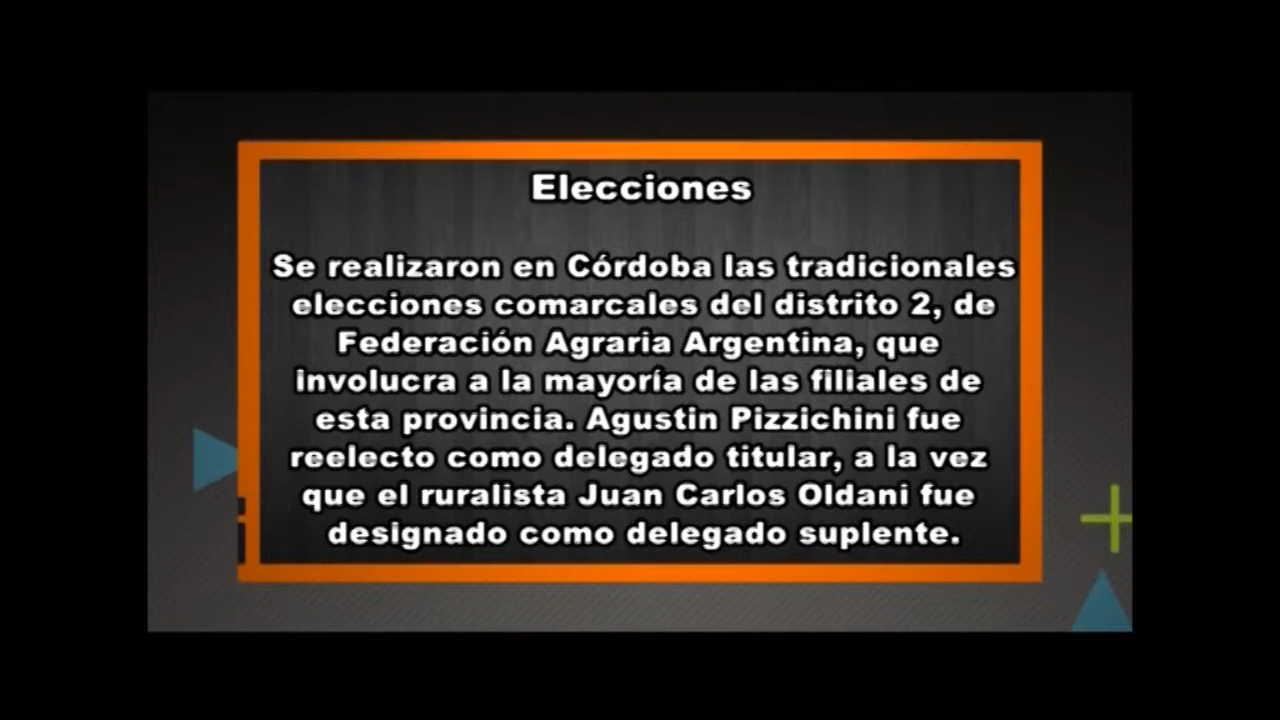 Elecciones
Se realizaron en Córdoba las tradicionales
elecciones comarcales del distrito 2, de
Federación Agraria Argentina, que
involucra a la mayoría de las filiales de
esta provincia. Agustin Pizzichini fue
reelecto como delegado titular, a la vez
que el ruralista Juan Carlos Oldani fue
designado como delegado suplente.